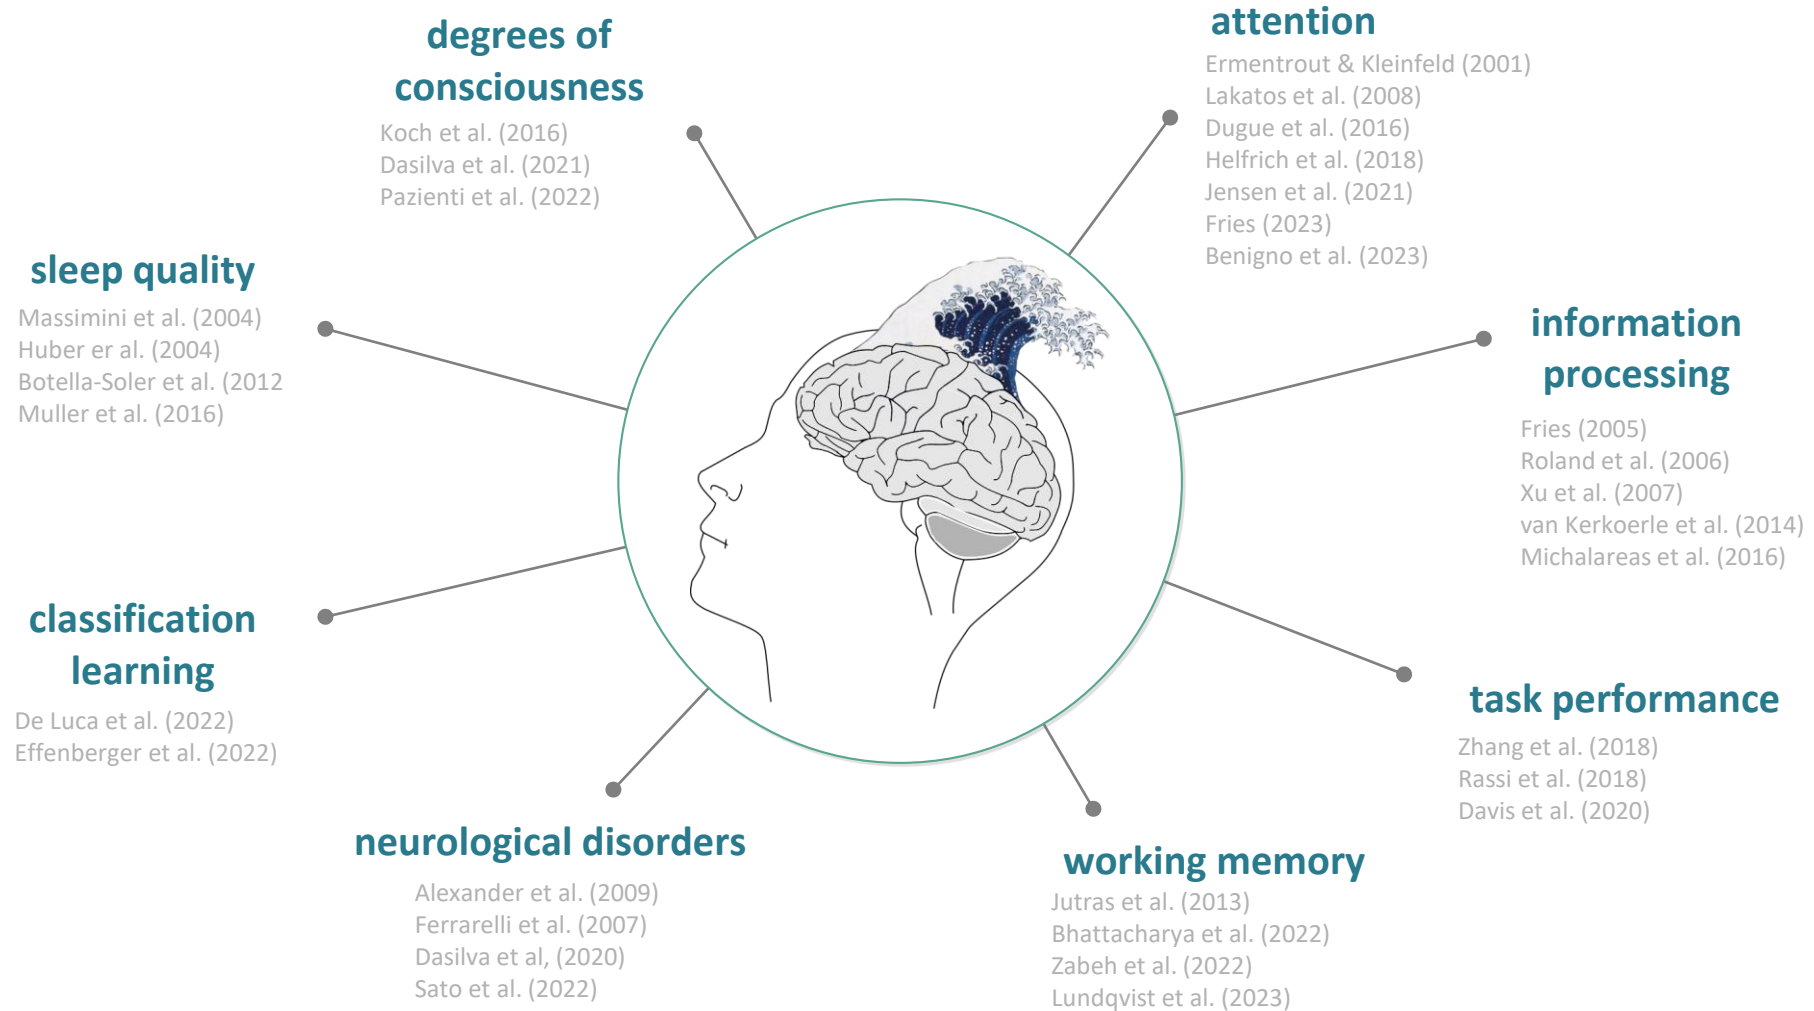 degrees of
consciousness
Koch et al. (2016)
Dasilva et al. (2021)
Pazienti et al. (2022)
attention
Ermentrout & Kleinfeld (2001)
Lakatos et al. (2008)
Dugue et al. (2016)
Helfrich et al. (2018)
Jensen et al. (2021)
Fries (2023)
Benigno et al. (2023)
sleep quality
Massimini et al. (2004)
Huber er al. (2004)
Botella-Soler et al. (2012
Muller et al. (2016)
information
processing
Fries (2005)
Roland et al. (2006)
Xu et al. (2007)
van Kerkoerle et al. (2014)
Michalareas et al. (2016)
classification
learning
De Luca et al. (2022)
Effenberger et al. (2022)
task performance
Zhang et al. (2018)
Rassi et al. (2018)
Davis et al. (2020)
neurological disorders
Alexander et al. (2009)
Ferrarelli et al. (2007)
Dasilva et al, (2020)
Sato et al. (2022)
working memory
Jutras et al. (2013)
Bhattacharya et al. (2022)
Zabeh et al. (2022)
Lundqvist et al. (2023)